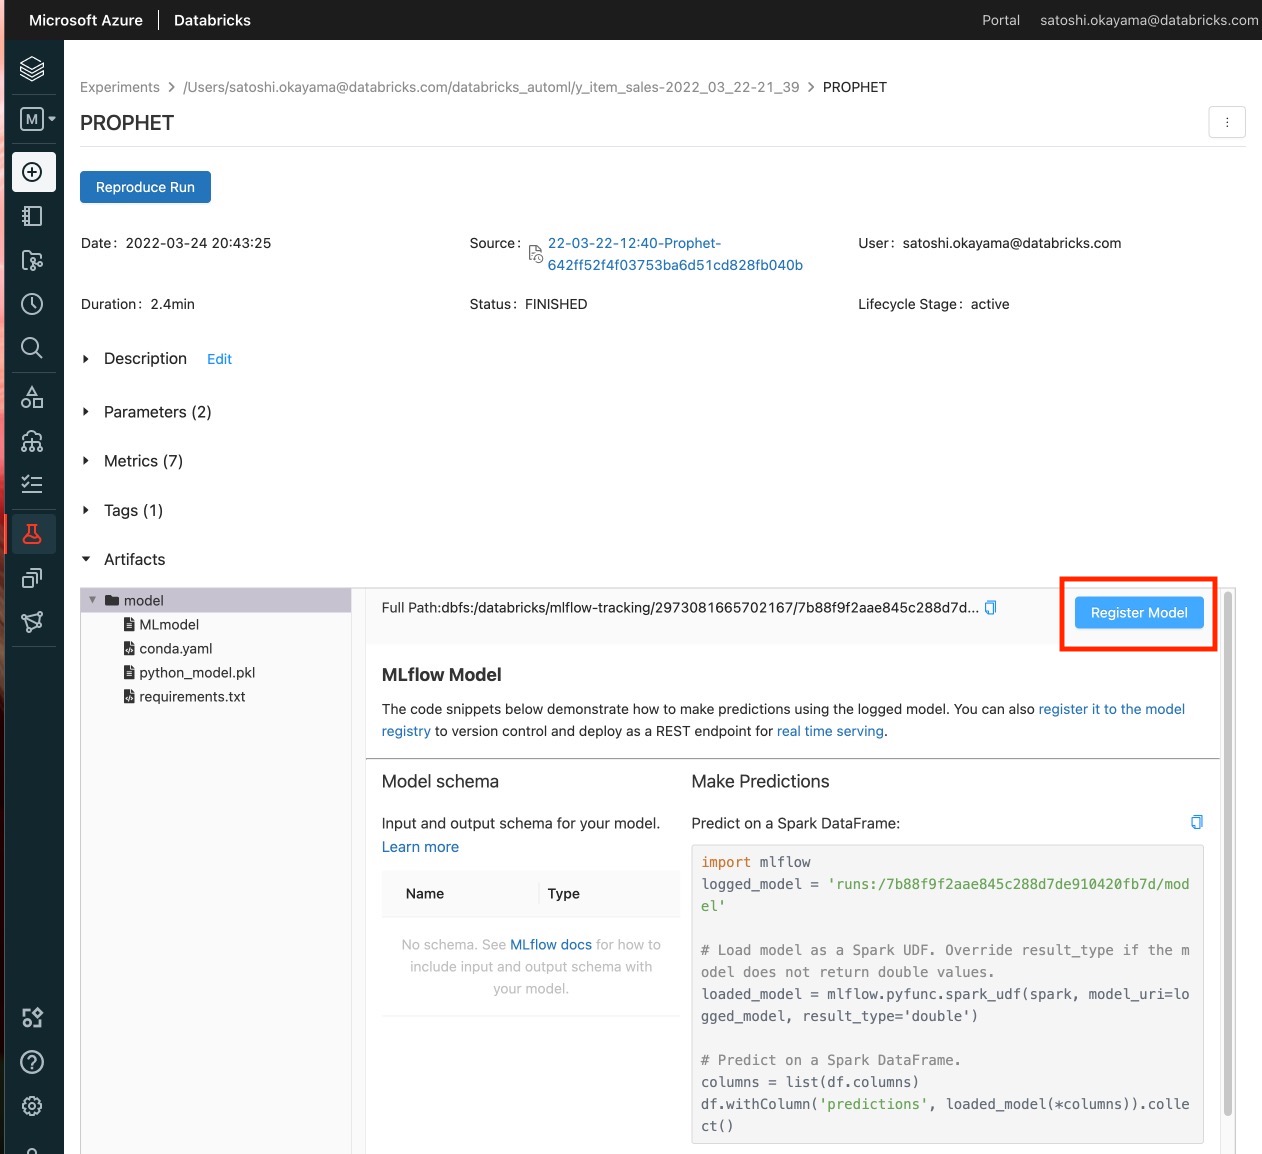 Microsoft Azure Databricks Portal satoshi.okayama@databricks.com
M
Experiments > /Users/satoshi.okayama@databricks.com/databricks_automl/y_item_sales-2022_03_22-21_39 > PROPHET
PROPHET
Reproduce Run
Date: 2022-03-24 20:43:25
Source: 22-03-22-12:40-Prophet-
642ff52f4f03753ba6d51cd828fb040b
User: satoshi.okayama@databricks.com
Duration: 2.4min
Status: FINISHED
Lifecycle Stage: active
Description Edit
Parameters (2)
Metrics (7)
Tags (1)
Artifacts
model
MLmodel
conda.yaml
python_model.pkl
requirements.txt
Full Path:dbfs:/databricks/mlflow-tracking/2973081665702167/7b88f9f2aae845c288d7d...
Register Model
MLflow Model
The code snippets below demonstrate how to make predictions using the logged model. You can also register it to the model
registry to version control and deploy as a REST endpoint for real time serving.
Model schema
Input and output schema for your model.
Learn more
Name Type
No schema. See MLflow docs for how to
include input and output schema with
your model.
Make Predictions
Predict on a Spark DataFrame:
import mlflow
logged_model = 'runs:/7b88f9f2aae845c288d7de910420fb7d/mod
el'
# Load model as a Spark UDF. Override result_type if the m
odel does not return double values.
loaded_model = mlflow.pyfunc.spark_udf(spark, model_uri=lo
gged_model, result_type='double')
# Predict on a Spark DataFrame.
columns = list(df.columns)
df.withColumn('predictions', loaded_model(*columns)).colle
ct()